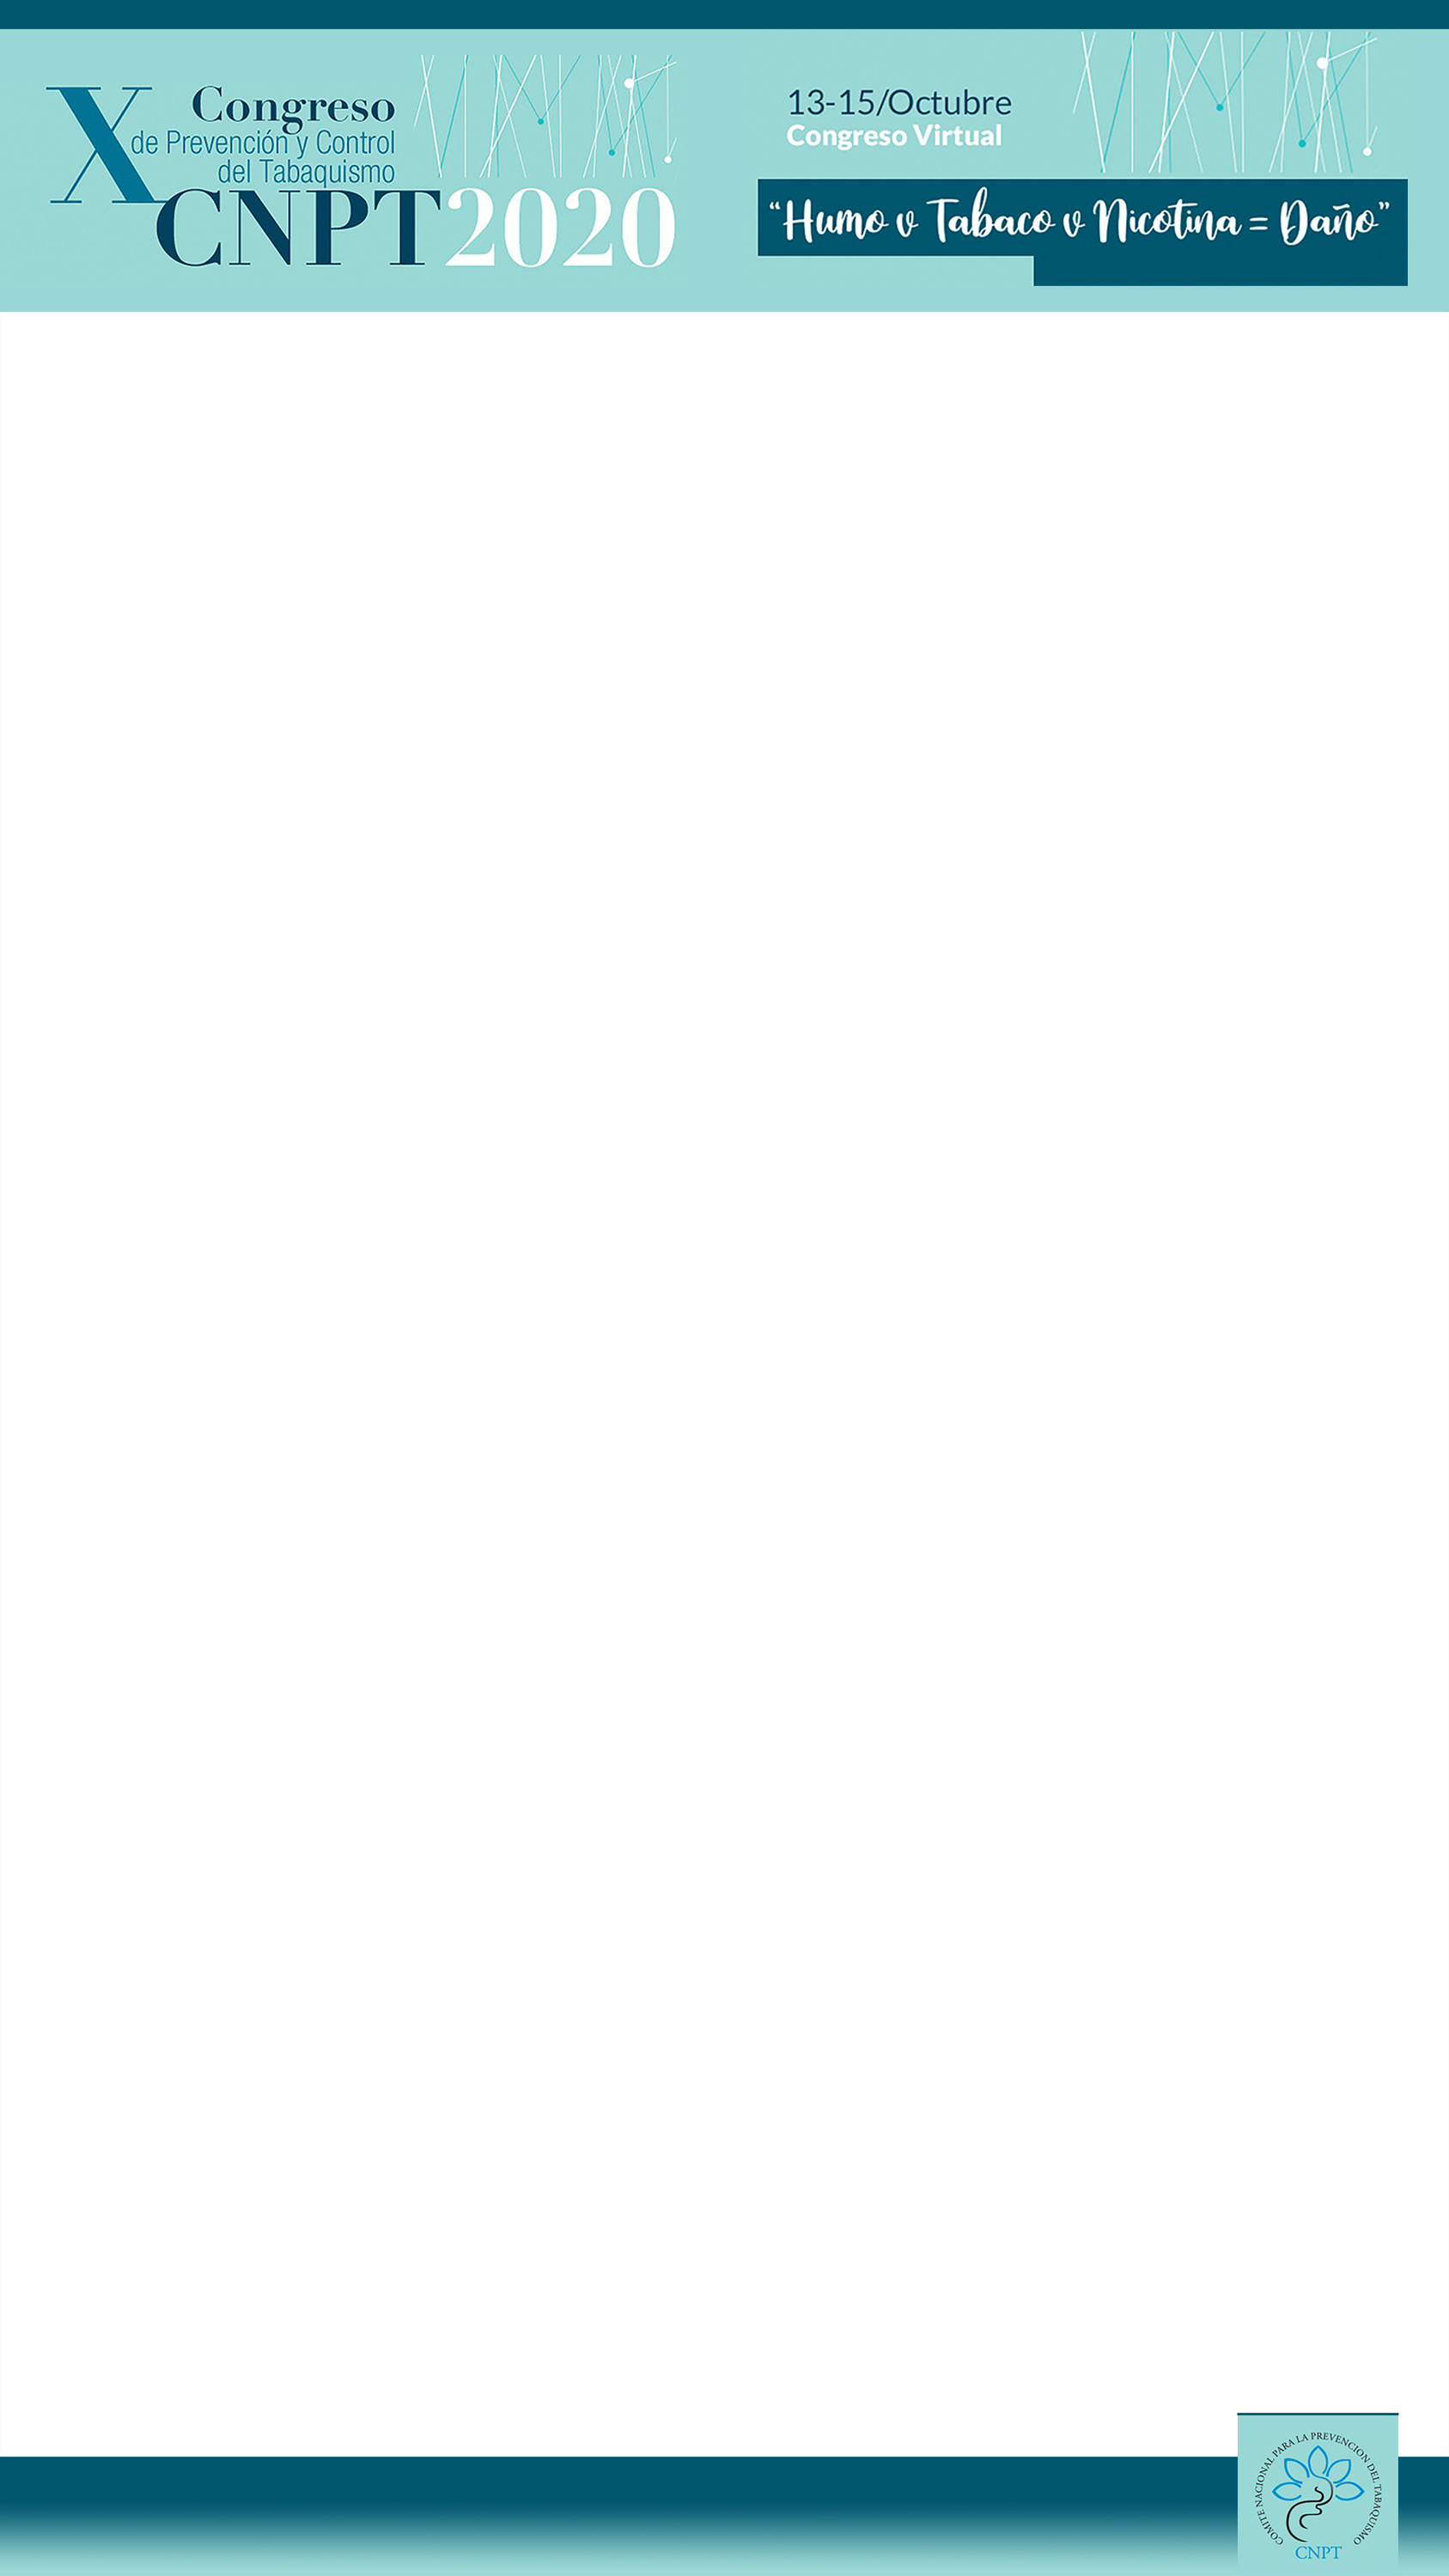 X Congreso
de Prevención y Control
del Tabaquismo
CNPT2020
13-15/Octubre
Congreso Virtual
“Humo v Tabaco v Nicotina = Daño”
COMITE NACIONAL PARA LA PREVENCION DEL TABAQUISMO
CNPT